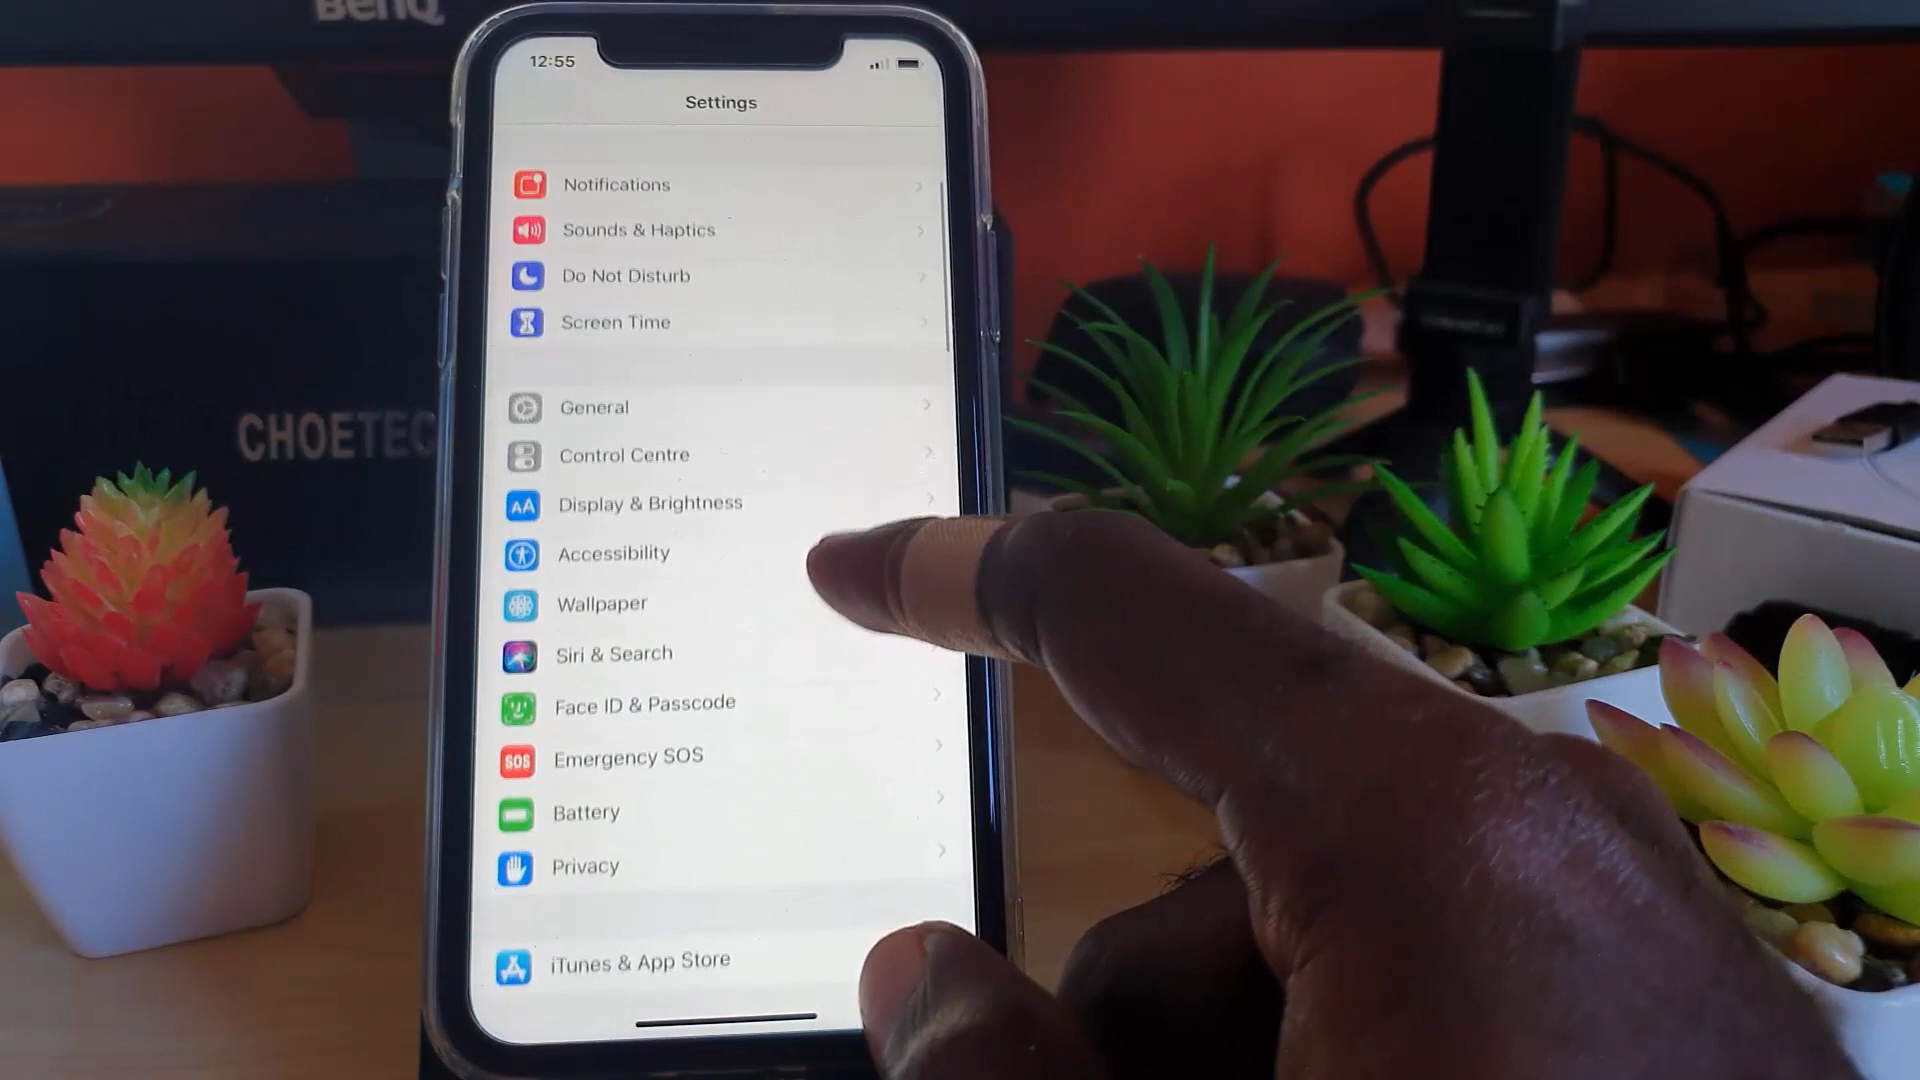 BenQ
12:55
Settings
Notifications
Sounds & Haptics
Do Not Disturb
Screen Time
General
CHOETEC
Control Centre
AA Display & Brightness
Accessibility
Wallpaper
Siri & Search
Face ID & Passcode
SOS Emergency SOS
Battery
Privacy
iTunes & App Store